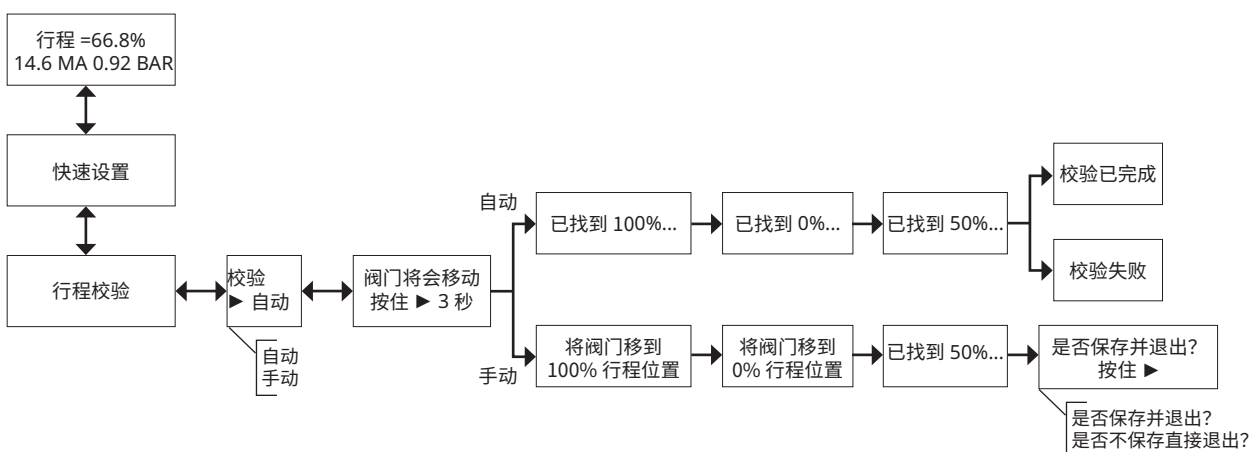 行程 =66.8%
14.6 MA 0.92 BAR
快速设置
行程校验
校验
► 自动
自动
手动
阀门将会移动
按住 ► 3 秒
自动
已找到 100%...
已找到 0%...
已找到 50%...
校验已完成
校验失败
手动
将阀门移到
100% 行程位置
将阀门移到
0% 行程位置
已找到 50%...
是否保存并退出?
按住 ►
是否保存并退出?
是否不保存直接退出?